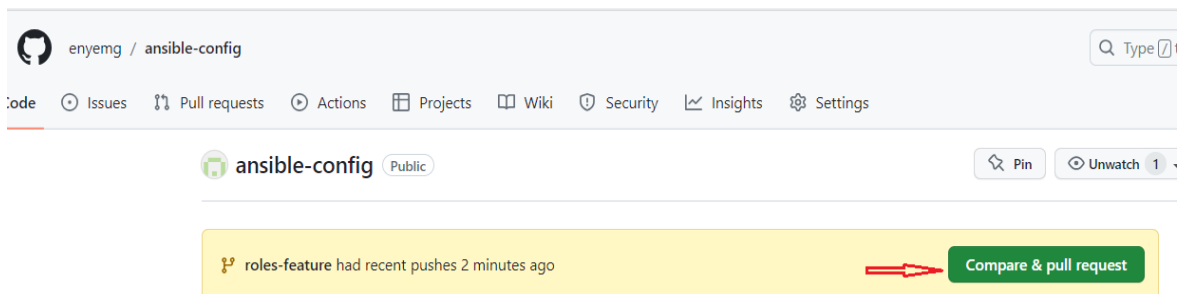 enyemg / ansible-config
Type / t
Code Issues Pull requests Actions Projects Wiki Security Insights Settings
ansible-config Public
Pin Unwatch 1
roles-feature had recent pushes 2 minutes ago
Compare & pull request